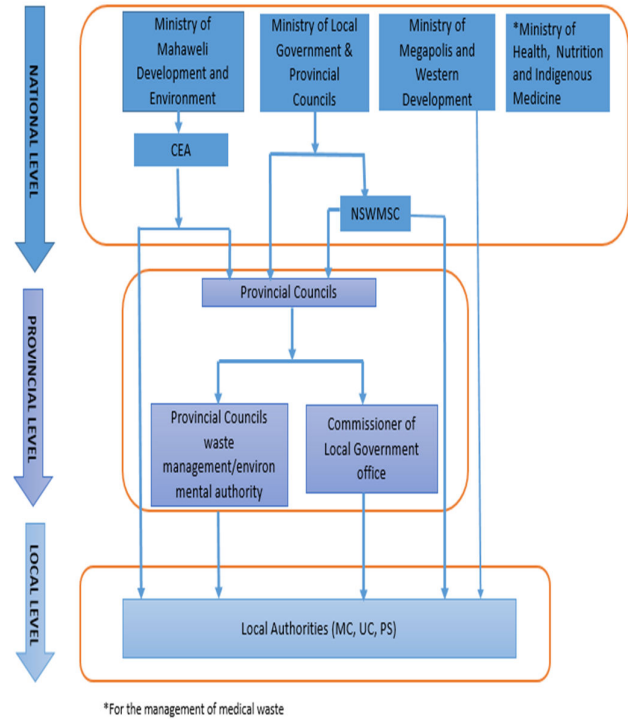 NATIONAL LEVEL
Ministry of
Mahaweli
Development and
Environment
Ministry of Local
Government &
Provincial
Councils
Ministry of
Megapolis and
Western
Development
*Ministry of
Health, Nutrition
and Indigenous
Medicine
CEA
NSWMSC
PROVINCIAL LEVEL
Provincial Councils
Provincial Councils
waste
management/environ
mental authority
Commissioner of
Local Government
office
LOCAL LEVEL
Local Authorities (MC, UC, PS)
*For the management of medical waste